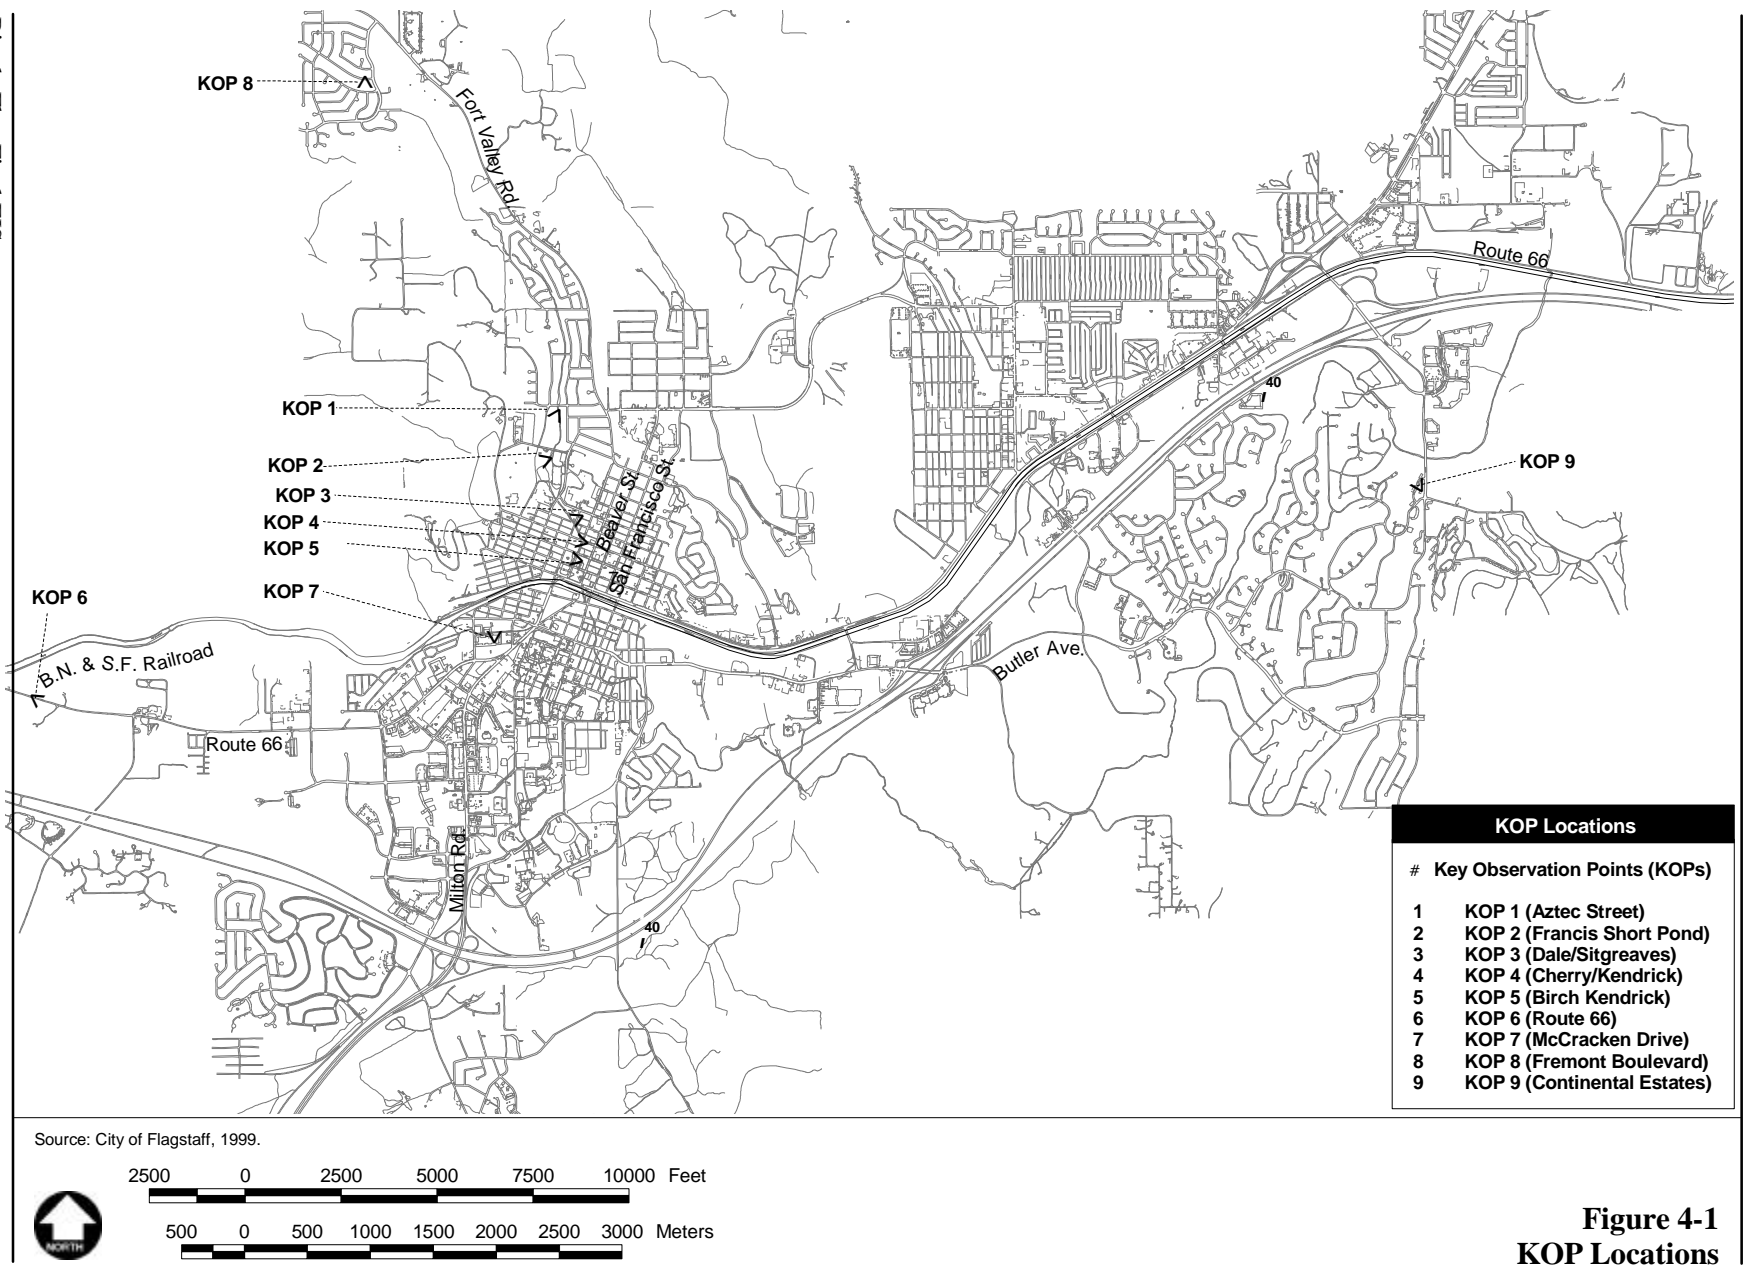 KOP 8
Fort Valley Rd.
Route 66
40
KOP 1
KOP 2
KOP 3
KOP 4
KOP 5
KOP 7
KOP 9
Beaver St.
San Francisco St.
KOP 6
B.N. & S.F. Railroad
Butler Ave.
Route 66
Milton Rd.
40
KOP Locations
# Key Observation Points (KOPs)
1 KOP 1 (Aztec Street)
2 KOP 2 (Francis Short Pond)
3 KOP 3 (Dale/Sitgreaves)
4 KOP 4 (Cherry/Kendrick)
5 KOP 5 (Birch Kendrick)
6 KOP 6 (Route 66)
7 KOP 7 (McCracken Drive)
8 KOP 8 (Fremont Boulevard)
9 KOP 9 (Continental Estates)
Source: City of Flagstaff, 1999.
2500 0 2500 5000 7500 10000 Feet
500 0 500 1000 1500 2000 2500 3000 Meters
NORTH
Figure 4-1
KOP Locations